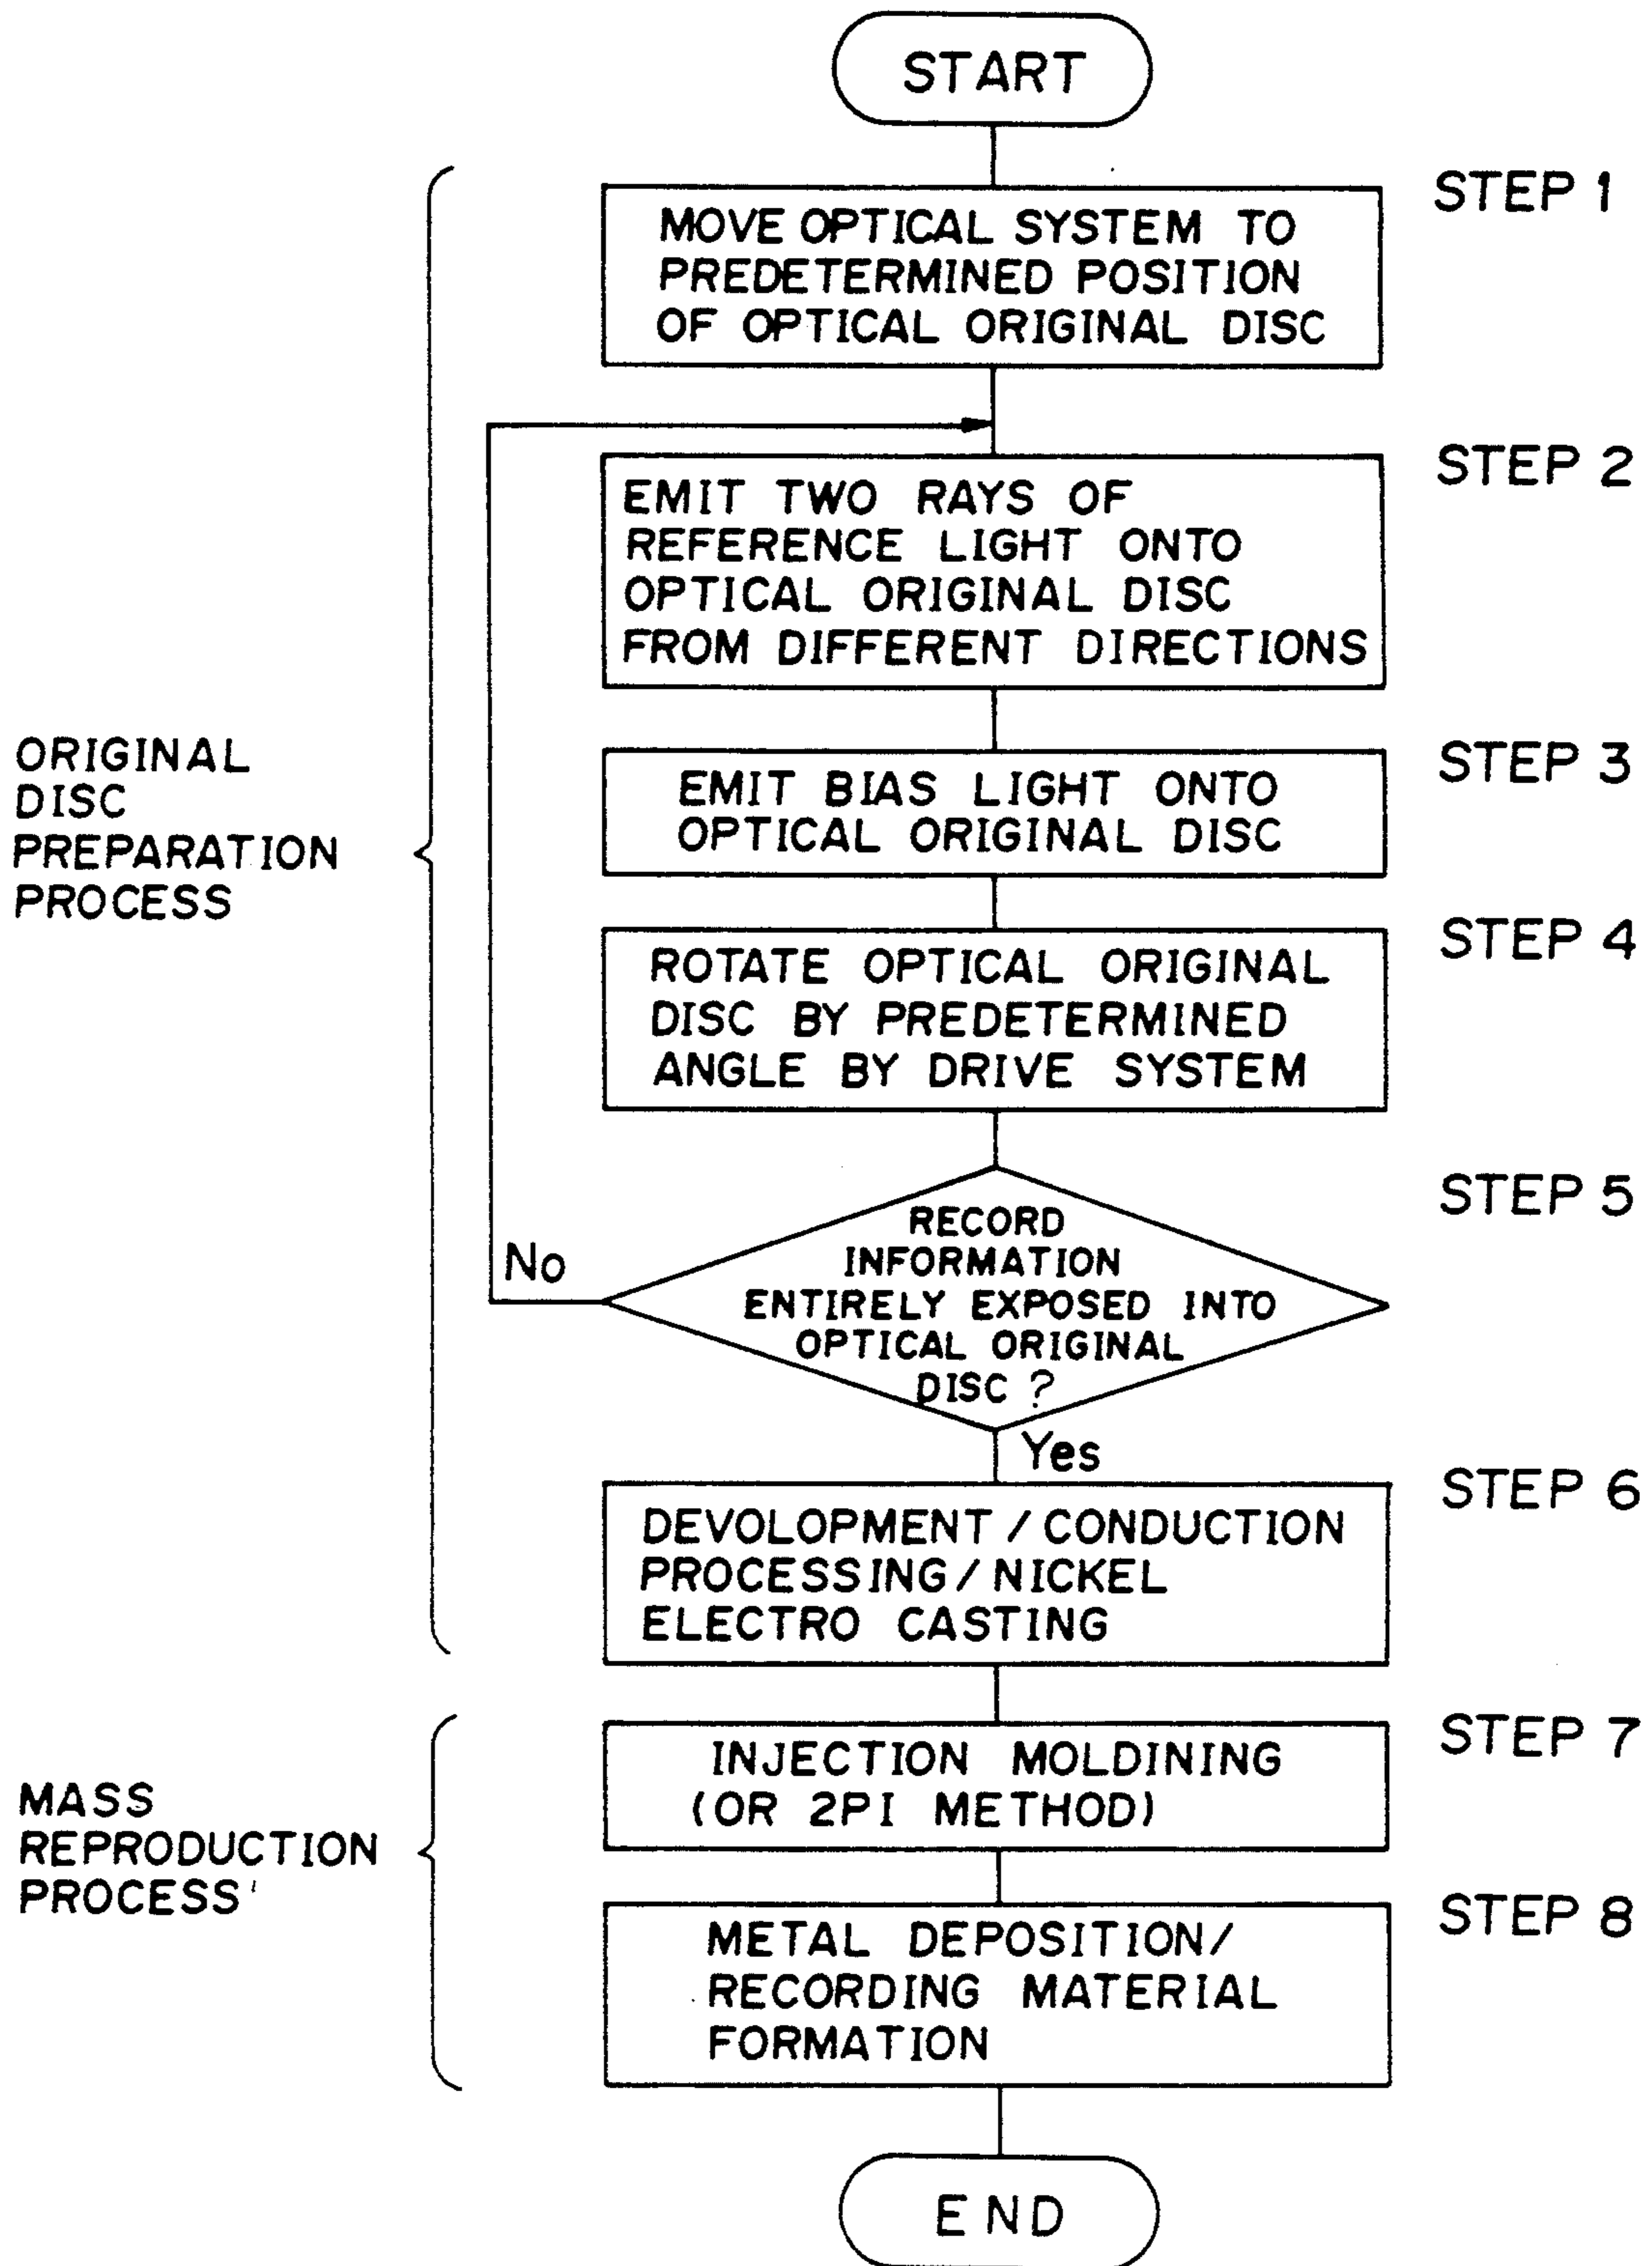 START
STEP 1
MOVE OPTICAL SYSTEM TO
PREDETERMINED POSITION
OF OPTICAL ORIGINAL DISC
STEP 2
EMIT TWO RAYS OF
REFERENCE LIGHT ONTO
OPTICAL ORIGINAL DISC
FROM DIFFERENT DIRECTIONS
ORIGINAL
DISC
PREPARATION
PROCESS
STEP 3
EMIT BIAS LIGHT ONTO
OPTICAL ORIGINAL DISC
STEP 4
ROTATE OPTICAL ORIGINAL
DISC BY PREDETERMINED
ANGLE BY DRIVE SYSTEM
STEP 5
RECORD
INFORMATION
ENTIRELY EXPOSED INTO
OPTICAL ORIGINAL
DISC ?
No
Yes
STEP 6
DEVOLOPMENT / CONDUCTION
PROCESSING / NICKEL
ELECTRO CASTING
STEP 7
INJECTION MOLDINING
(OR 2PI METHOD)
MASS
REPRODUCTION
PROCESS
STEP 8
METAL DEPOSITION/
RECORDING MATERIAL
FORMATION
END